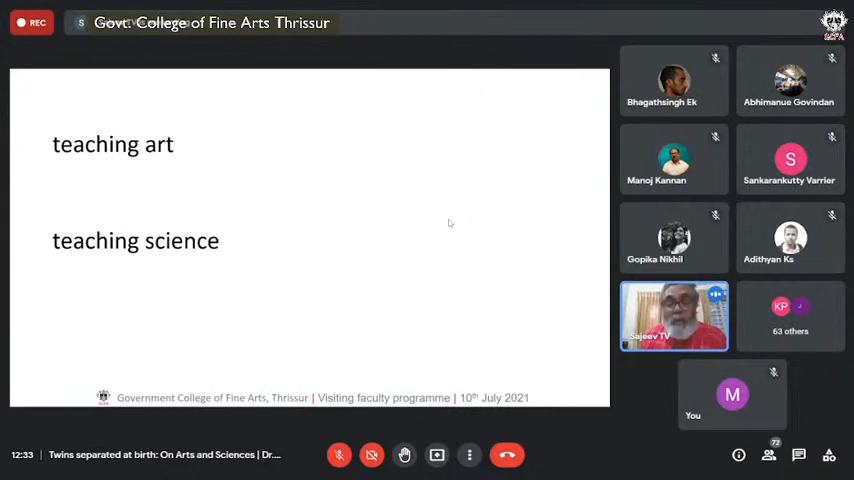 REC
S
Govt. College of Fine Arts Thrissur
GCFA
teaching art
teaching science
Government College of Fine Arts, Thrissur | Visiting faculty programme | 10th July 2021
Bhagathsingh Ek
Abhimanue Govindan
Manoj Kannan
S
Sankarankutty Varrier
Gopika Nikhil
Adithyan Ks
Sajeev TV
KP
J
63 others
M
You
12:33 | Twins separated at birth: On Arts and Sciences | Dr....
72